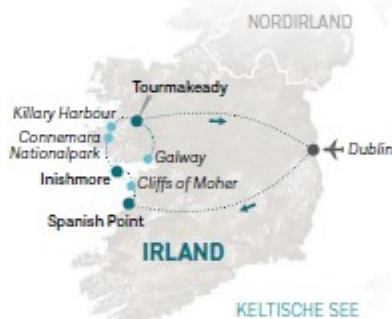 NORDIRLAND
Tourmakeady
Killary Harbour
Connemara
Nationalpark
Galway
Dublin
Inishmore
Cliffs of Moher
Spanish Point
IRLAND
KELTISCHE SEE